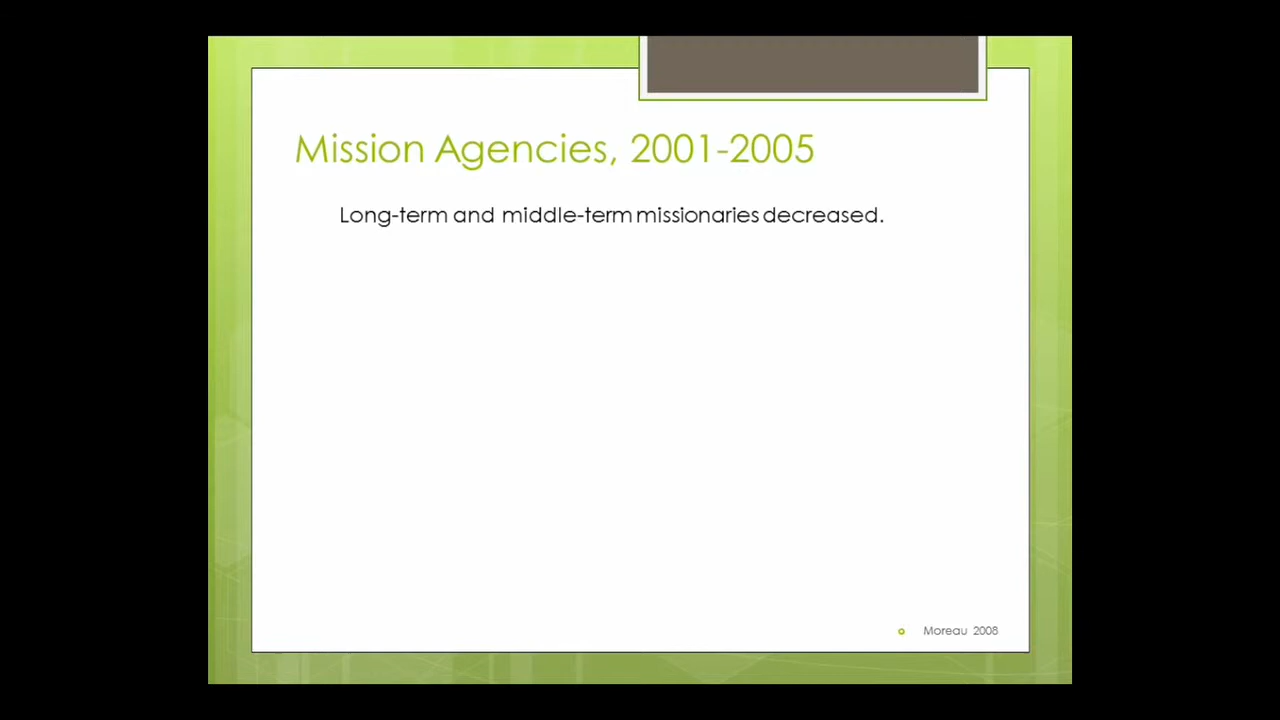 Mission Agencies, 2001-2005
Long-term and middle-term missionaries decreased.
Moreau 2008